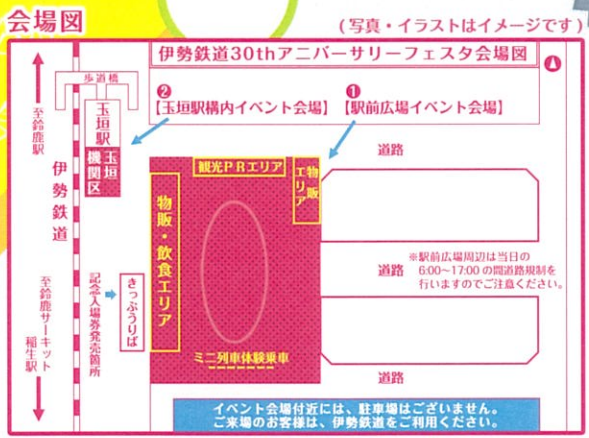 会場図
(写真・イラストはイメージです)
伊勢鉄道30thアニバーサリーフェスタ会場図
歩道橋
❷
【玉垣駅構内イベント会場】
❶
【駅前広場イベント会場】
至鈴鹿駅
玉垣駅
玉垣
機関区
伊勢鉄道
観光PRエリア
物販
エリア
道路
物販・飲食エリア
※駅前広場周辺は当日の
6:00~17:00 の間道路規制を
行いますのでご注意ください。
道路
至鈴鹿サーキット
稲生駅
記念入場券発売箇所
きっぷうりば
ミニ列車体験乗車
道路
イベント会場付近には、駐車場はございません。
ご来場のお客様は、伊勢鉄道をご利用ください。